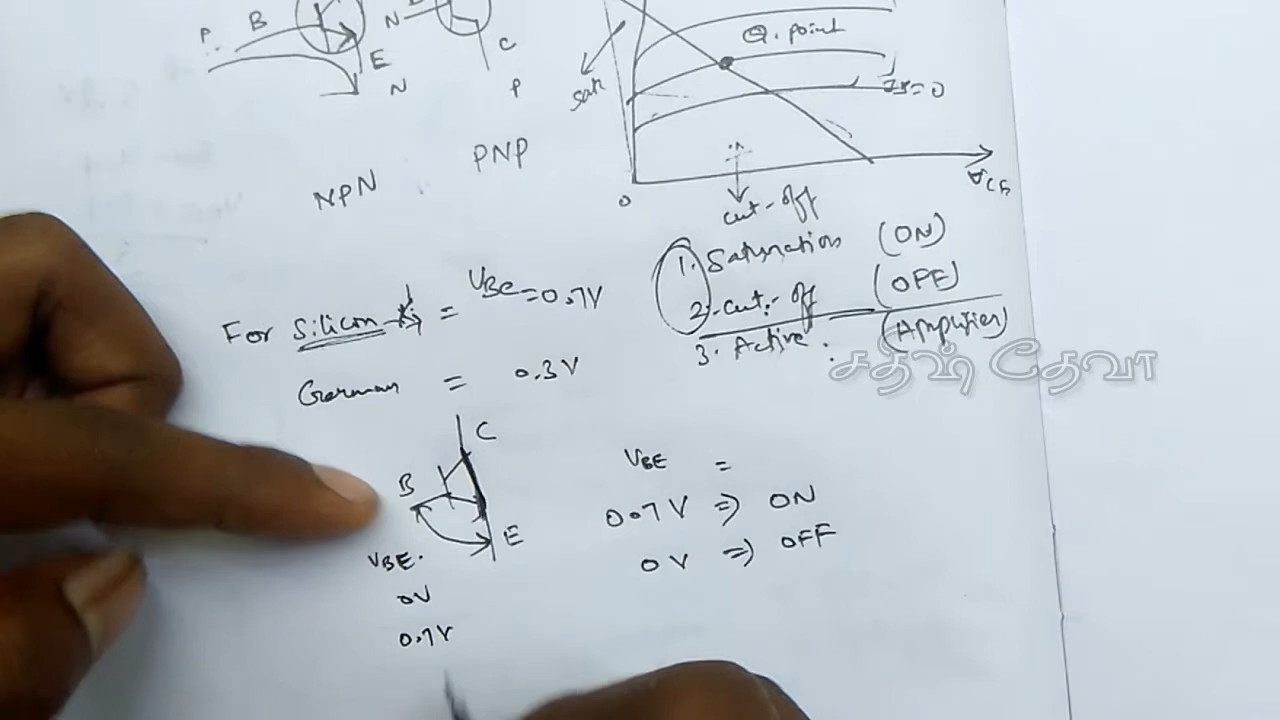 P B E N
N C P
NPN
PNP
Q. point
IB=0
0
VCE
cut-off
1. Saturation (ON)
2. cut-off (OFF)
3. Active (Amplifier)
For Silicon = VBE=0.7V
German = 0.3V
சதிஷ் தேவா
C
B
E
VBE.
0V
0.7V
VBE =
0.7V => ON
0V => OFF